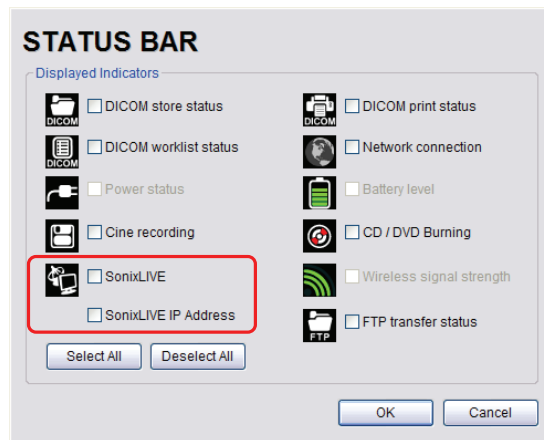 STATUS BAR
Displayed Indicators
DICOM DICOM store status
DICOM DICOM print status
DICOM DICOM worklist status
Network connection
Power status
Battery level
Cine recording
CD / DVD Burning
SonixLIVE
Wireless signal strength
SonixLIVE IP Address
FTP FTP transfer status
Select All
Deselect All
OK
Cancel